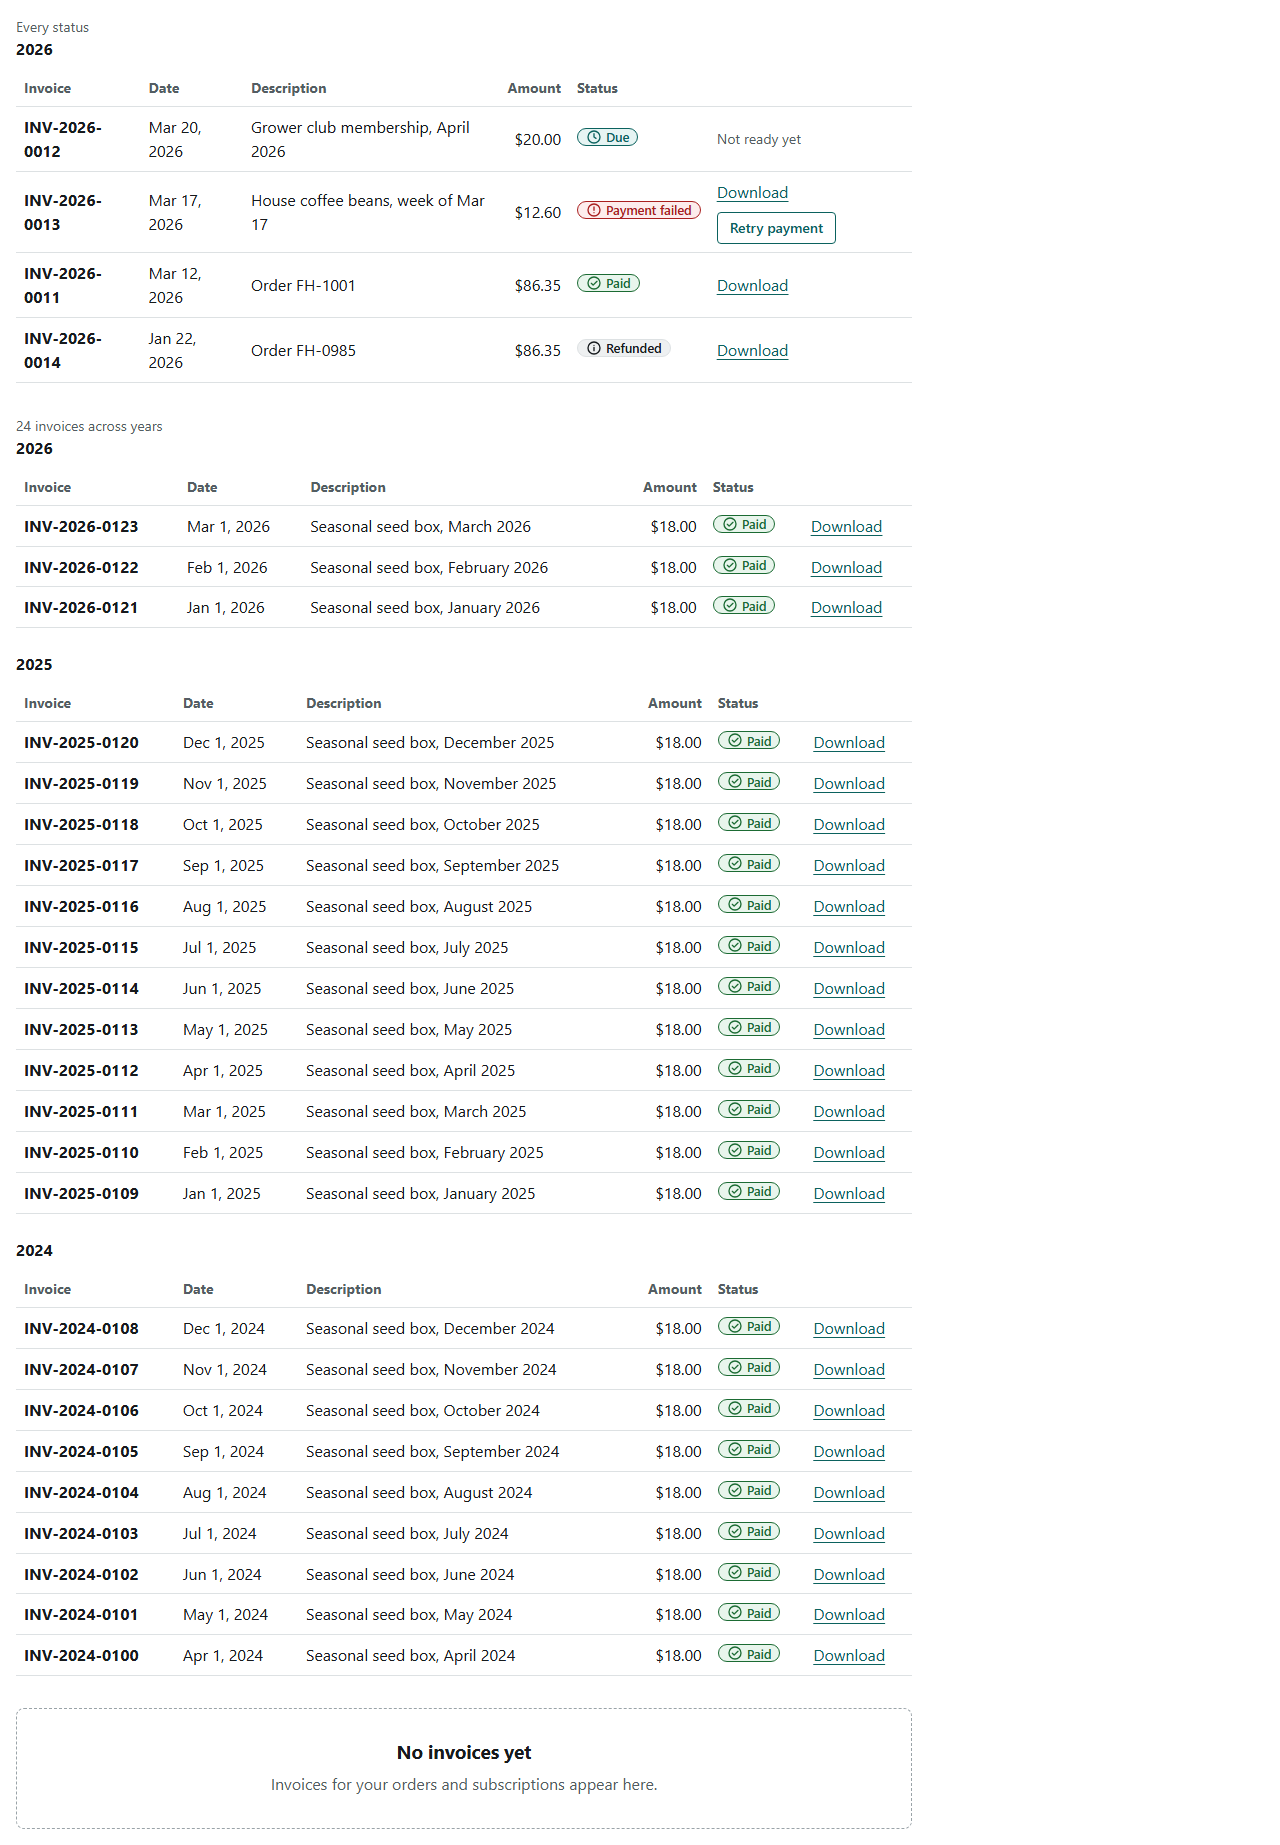 Every status
2026
Invoice Date Description Amount Status
INV-2026-0012 Mar 20, 2026 Grower club membership, April 2026 $20.00 Due Not ready yet
INV-2026-0013 Mar 17, 2026 House coffee beans, week of Mar 17 $12.60 Payment failed Download
Retry payment
INV-2026-0011 Mar 12, 2026 Order FH-1001 $86.35 Paid Download
INV-2026-0014 Jan 22, 2026 Order FH-0985 $86.35 Refunded Download
24 invoices across years
2026
Invoice Date Description Amount Status
INV-2026-0123 Mar 1, 2026 Seasonal seed box, March 2026 $18.00 Paid Download
INV-2026-0122 Feb 1, 2026 Seasonal seed box, February 2026 $18.00 Paid Download
INV-2026-0121 Jan 1, 2026 Seasonal seed box, January 2026 $18.00 Paid Download
2025
Invoice Date Description Amount Status
INV-2025-0120 Dec 1, 2025 Seasonal seed box, December 2025 $18.00 Paid Download
INV-2025-0119 Nov 1, 2025 Seasonal seed box, November 2025 $18.00 Paid Download
INV-2025-0118 Oct 1, 2025 Seasonal seed box, October 2025 $18.00 Paid Download
INV-2025-0117 Sep 1, 2025 Seasonal seed box, September 2025 $18.00 Paid Download
INV-2025-0116 Aug 1, 2025 Seasonal seed box, August 2025 $18.00 Paid Download
INV-2025-0115 Jul 1, 2025 Seasonal seed box, July 2025 $18.00 Paid Download
INV-2025-0114 Jun 1, 2025 Seasonal seed box, June 2025 $18.00 Paid Download
INV-2025-0113 May 1, 2025 Seasonal seed box, May 2025 $18.00 Paid Download
INV-2025-0112 Apr 1, 2025 Seasonal seed box, April 2025 $18.00 Paid Download
INV-2025-0111 Mar 1, 2025 Seasonal seed box, March 2025 $18.00 Paid Download
INV-2025-0110 Feb 1, 2025 Seasonal seed box, February 2025 $18.00 Paid Download
INV-2025-0109 Jan 1, 2025 Seasonal seed box, January 2025 $18.00 Paid Download
2024
Invoice Date Description Amount Status
INV-2024-0108 Dec 1, 2024 Seasonal seed box, December 2024 $18.00 Paid Download
INV-2024-0107 Nov 1, 2024 Seasonal seed box, November 2024 $18.00 Paid Download
INV-2024-0106 Oct 1, 2024 Seasonal seed box, October 2024 $18.00 Paid Download
INV-2024-0105 Sep 1, 2024 Seasonal seed box, September 2024 $18.00 Paid Download
INV-2024-0104 Aug 1, 2024 Seasonal seed box, August 2024 $18.00 Paid Download
INV-2024-0103 Jul 1, 2024 Seasonal seed box, July 2024 $18.00 Paid Download
INV-2024-0102 Jun 1, 2024 Seasonal seed box, June 2024 $18.00 Paid Download
INV-2024-0101 May 1, 2024 Seasonal seed box, May 2024 $18.00 Paid Download
INV-2024-0100 Apr 1, 2024 Seasonal seed box, April 2024 $18.00 Paid Download
No invoices yet
Invoices for your orders and subscriptions appear here.